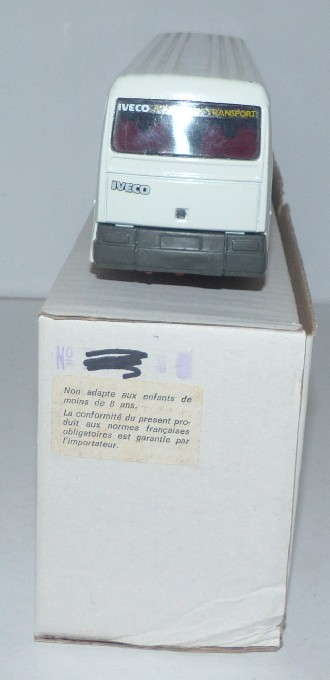 IVECO TRANSPORT
IVECO
Nº
Non adapte aux enfants de
moins de 8 ans.
La conformité du present pro-
duit aux normes françaises
obligatoires est garantie par
l'importateur.